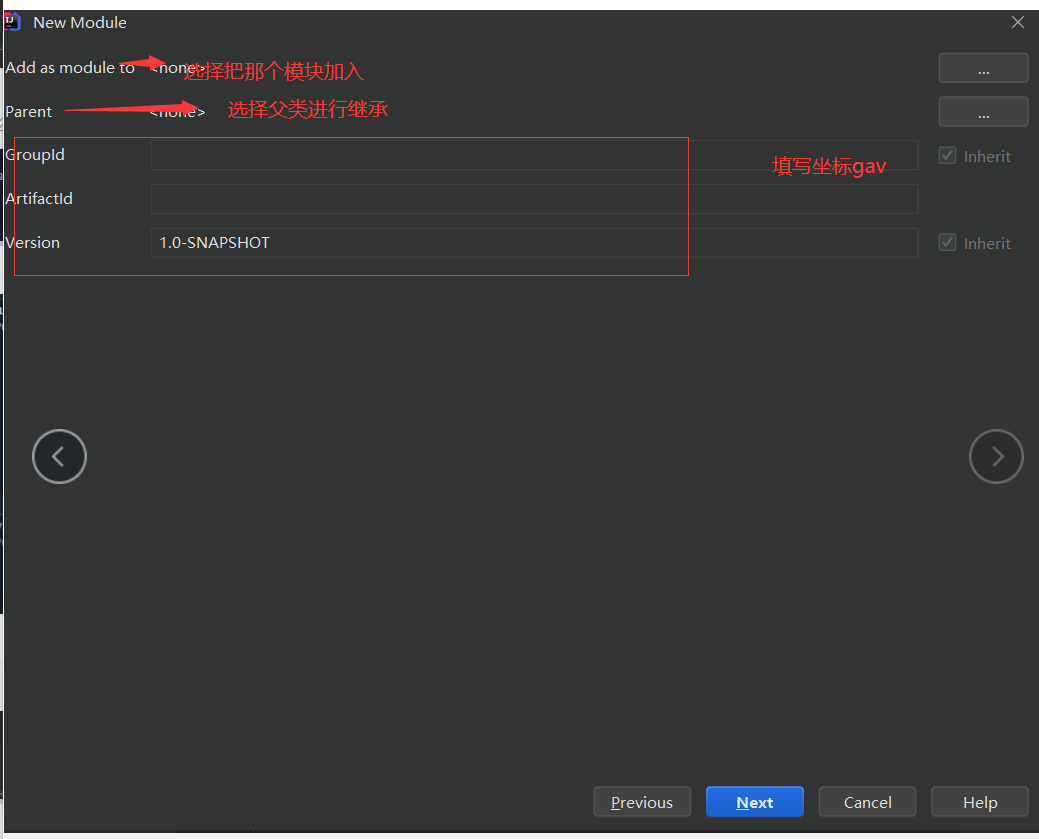 New Module
Add as module to <none> 选择把那个模块加入
...
Parent <none> 选择父类进行继承
...
GroupId 填写坐标gav Inherit
ArtifactId
Version 1.0-SNAPSHOT Inherit
Previous Next Cancel Help